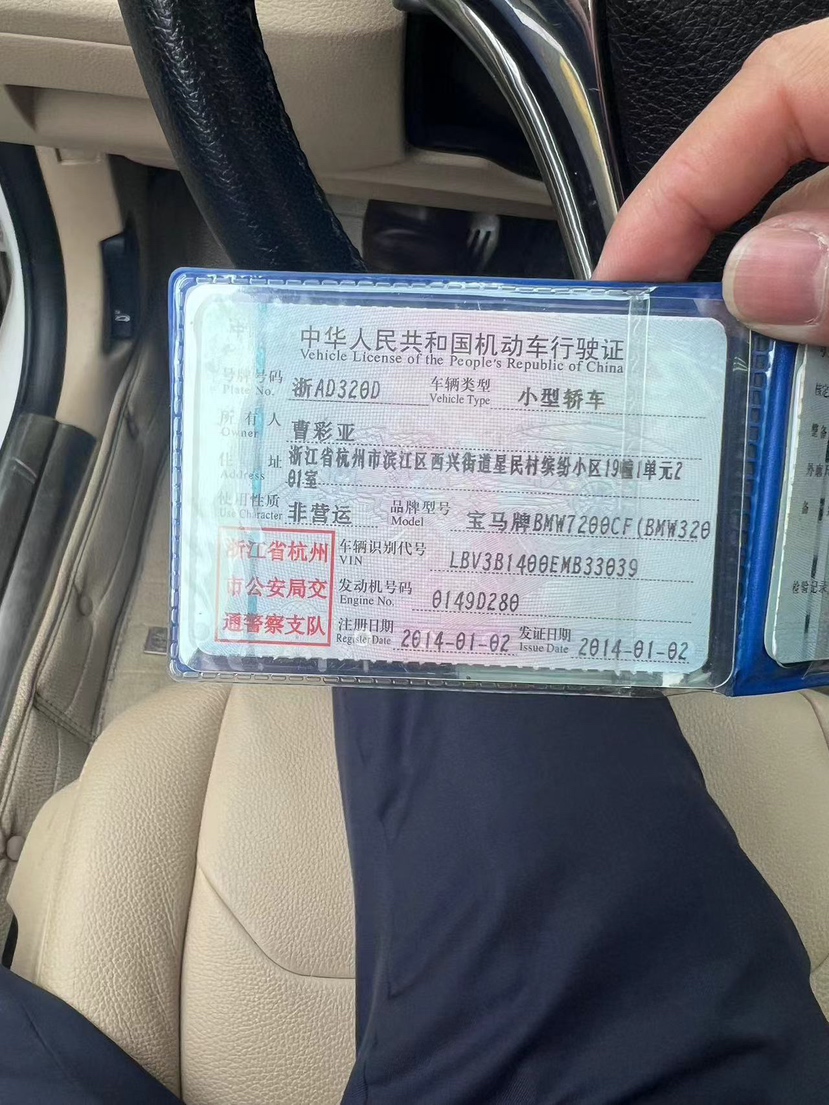 中华人民共和国机动车行驶证
Vehicle License of the People's Republic of China
号牌号码 浙AD320D 车辆类型 小型轿车
Plate No. Vehicle Type
所有人 曹彩亚
Owner
住址 浙江省杭州市滨江区西兴街道星民村缤纷小区19幢1单元2
Address 01室
使用性质 非营运 品牌型号 宝马牌BMW7200CF(BMW320
Use Character Model
浙江省杭州
市公安局交
通警察支队
车辆识别代号 LBV3B1400EMB33039
VIN
发动机号码 0149D280
Engine No.
注册日期 2014-01-02 发证日期 2014-01-02
Register Date Issue Date
检验记录